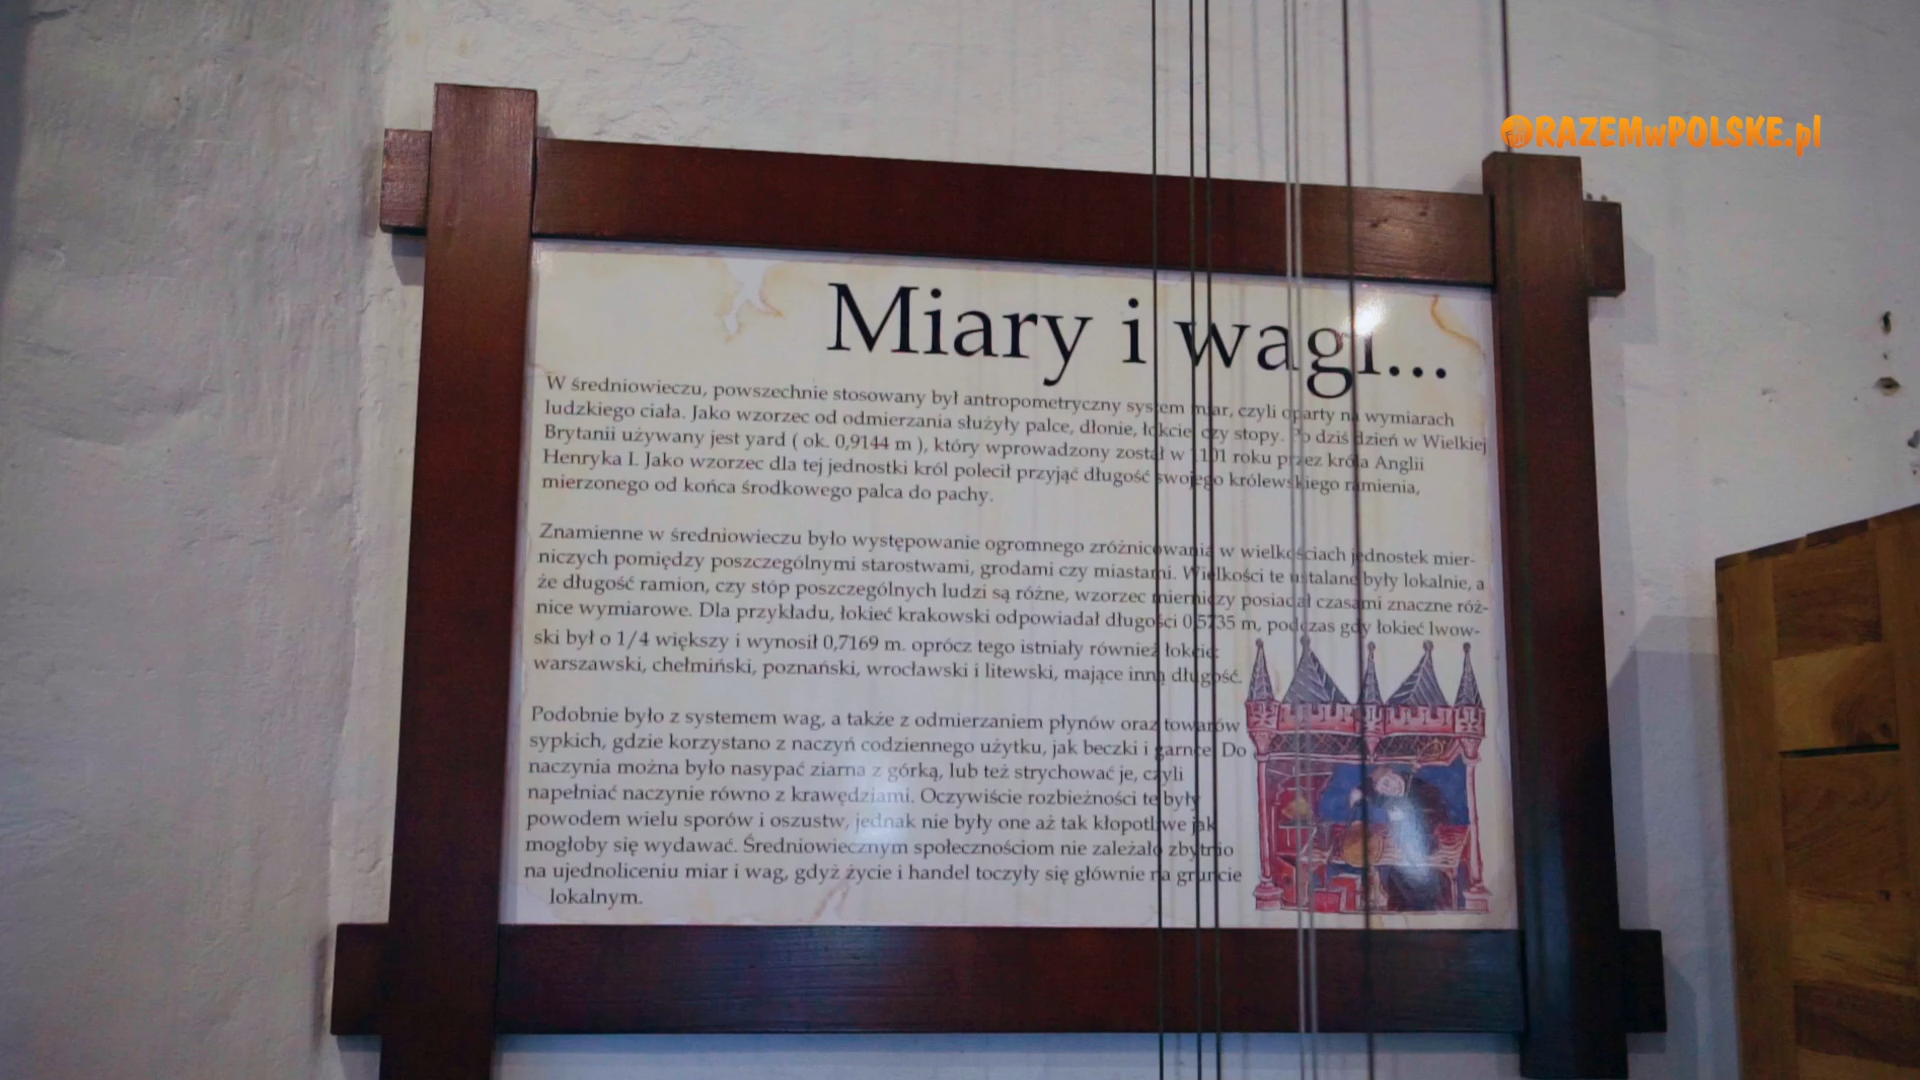 RAZEMwPOLSKE.pl
Miary i wagi...
W średniowieczu, powszechnie stosowany był antropometryczny system miar, czyli oparty na wymiarach
ludzkiego ciała. Jako wzorzec od odmierzania służyły palce, dłonie, łokcie czy stopy. Po dziś dzień w Wielkiej
Brytanii używany jest yard ( ok. 0,9144 m ), który wprowadzony został w 1101 roku przez króla Anglii
Henryka I. Jako wzorzec dla tej jednostki król polecił przyjąć długość swojego królewskiego ramienia,
mierzonego od końca środkowego palca do pachy.
Znamienne w średniowieczu było występowanie ogromnego zróżnicowania w wielkościach jednostek mier-
niczych pomiędzy poszczególnymi starostwami, grodami czy miastami. Wielkości te ustalane były lokalnie, a
że długość ramion, czy stóp poszczególnych ludzi są różne, wzorzec mierniczy posiadał czasami znaczne róż-
nice wymiarowe. Dla przykładu, łokieć krakowski odpowiadał długości 0,5735 m, podczas gdy łokieć lwow-
ski był o 1/4 większy i wynosił 0,7169 m. oprócz tego istniały również łokcie:
warszawski, chełmiński, poznański, wrocławski i litewski, mające inną długość.
Podobnie było z systemem wag, a także z odmierzaniem płynów oraz towarów
sypkich, gdzie korzystano z naczyń codziennego użytku, jak beczki i garnce. Do
naczynia można było nasypać ziarna z górką, lub też strychować je, czyli
napełniać naczynie równo z krawędziami. Oczywiście rozbieżności te były
powodem wielu sporów i oszustw, jednak nie były one aż tak kłopotliwe jak
mogłoby się wydawać. Średniowiecznym społecznościom nie zależało zbytnio
na ujednoliceniu miar i wag, gdyż życie i handel toczyły się głównie na gruncie
lokalnym.